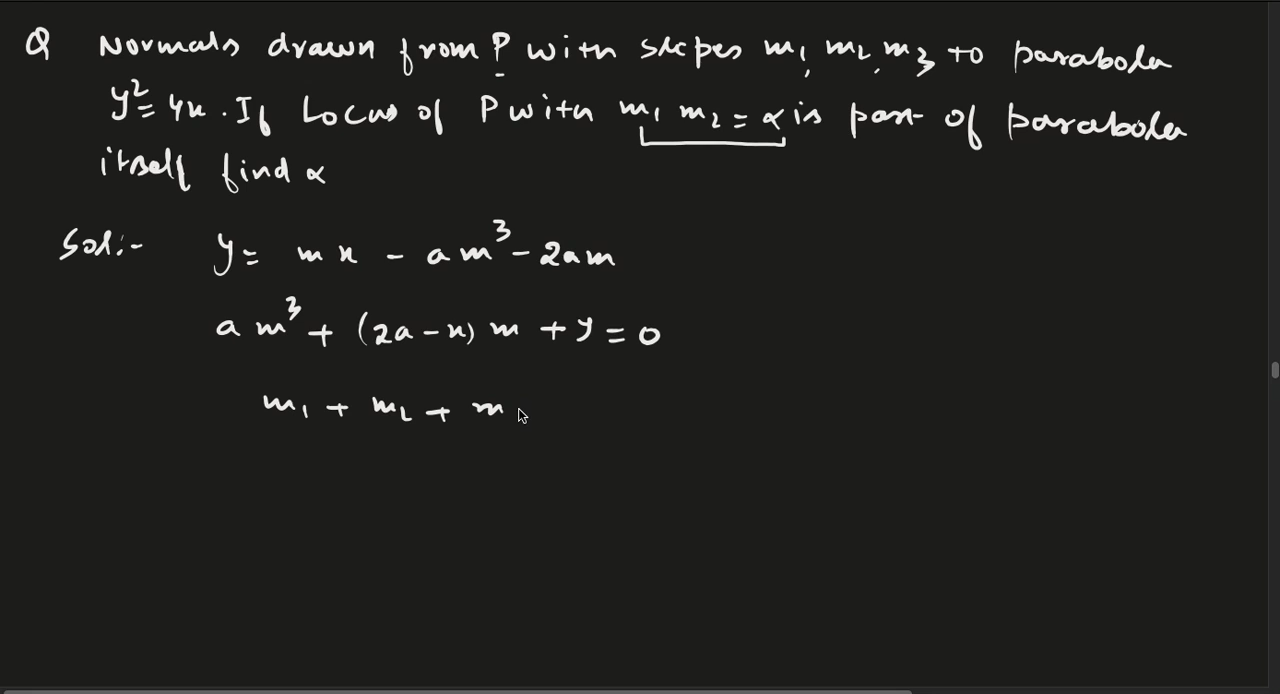 Q Normals drawn from P with slopes m₁, m₂, m₃ to parabola
y² = 4x . If Locus of P with m₁ m₂ = α is part of parabola
itself find α
Sol:- y = mx - am³ - 2am
am³ + (2a - x) m + y = 0
m₁ + m₂ + m